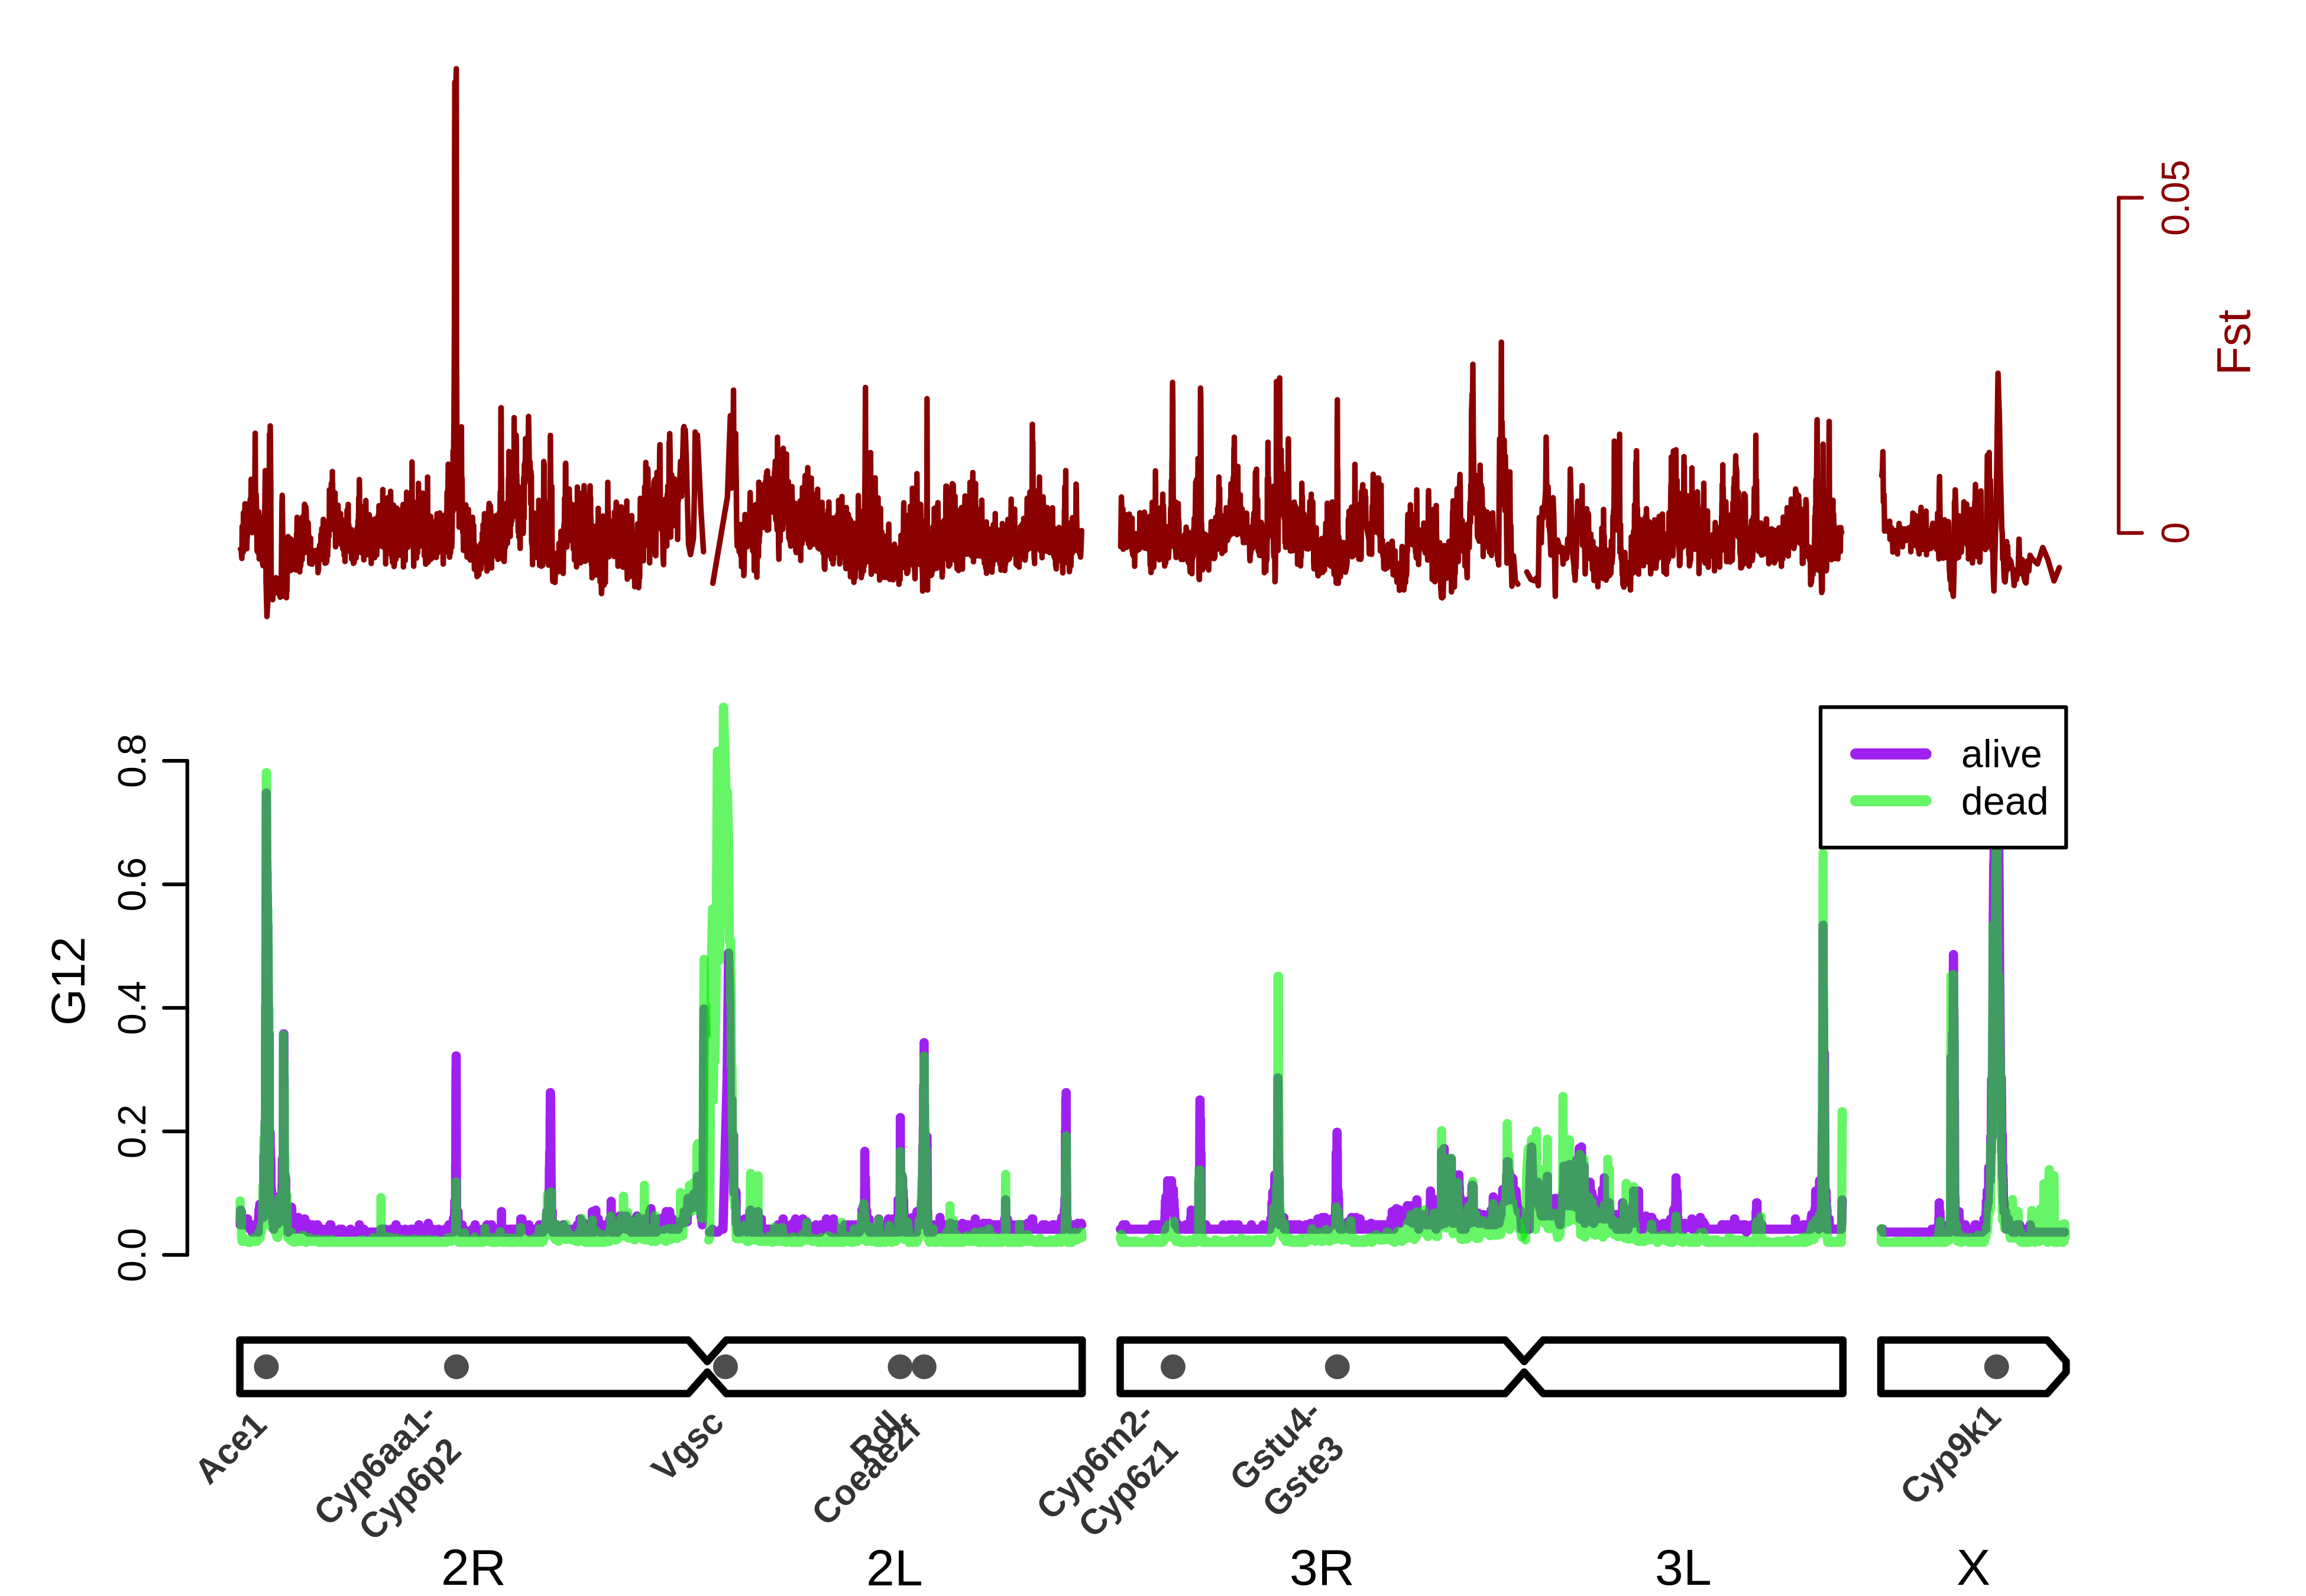 0.05
0
Fst
0.8
0.6
0.4
0.2
0.0
G12
alive
dead
Ace1
Cyp6aa1-
Cyp6p2
Vgsc
Rdl
Coeae2f
Cyp6m2-
Cyp6z1
Gstu4-
Gste3
Cyp9k1
2R
2L
3R
3L
X